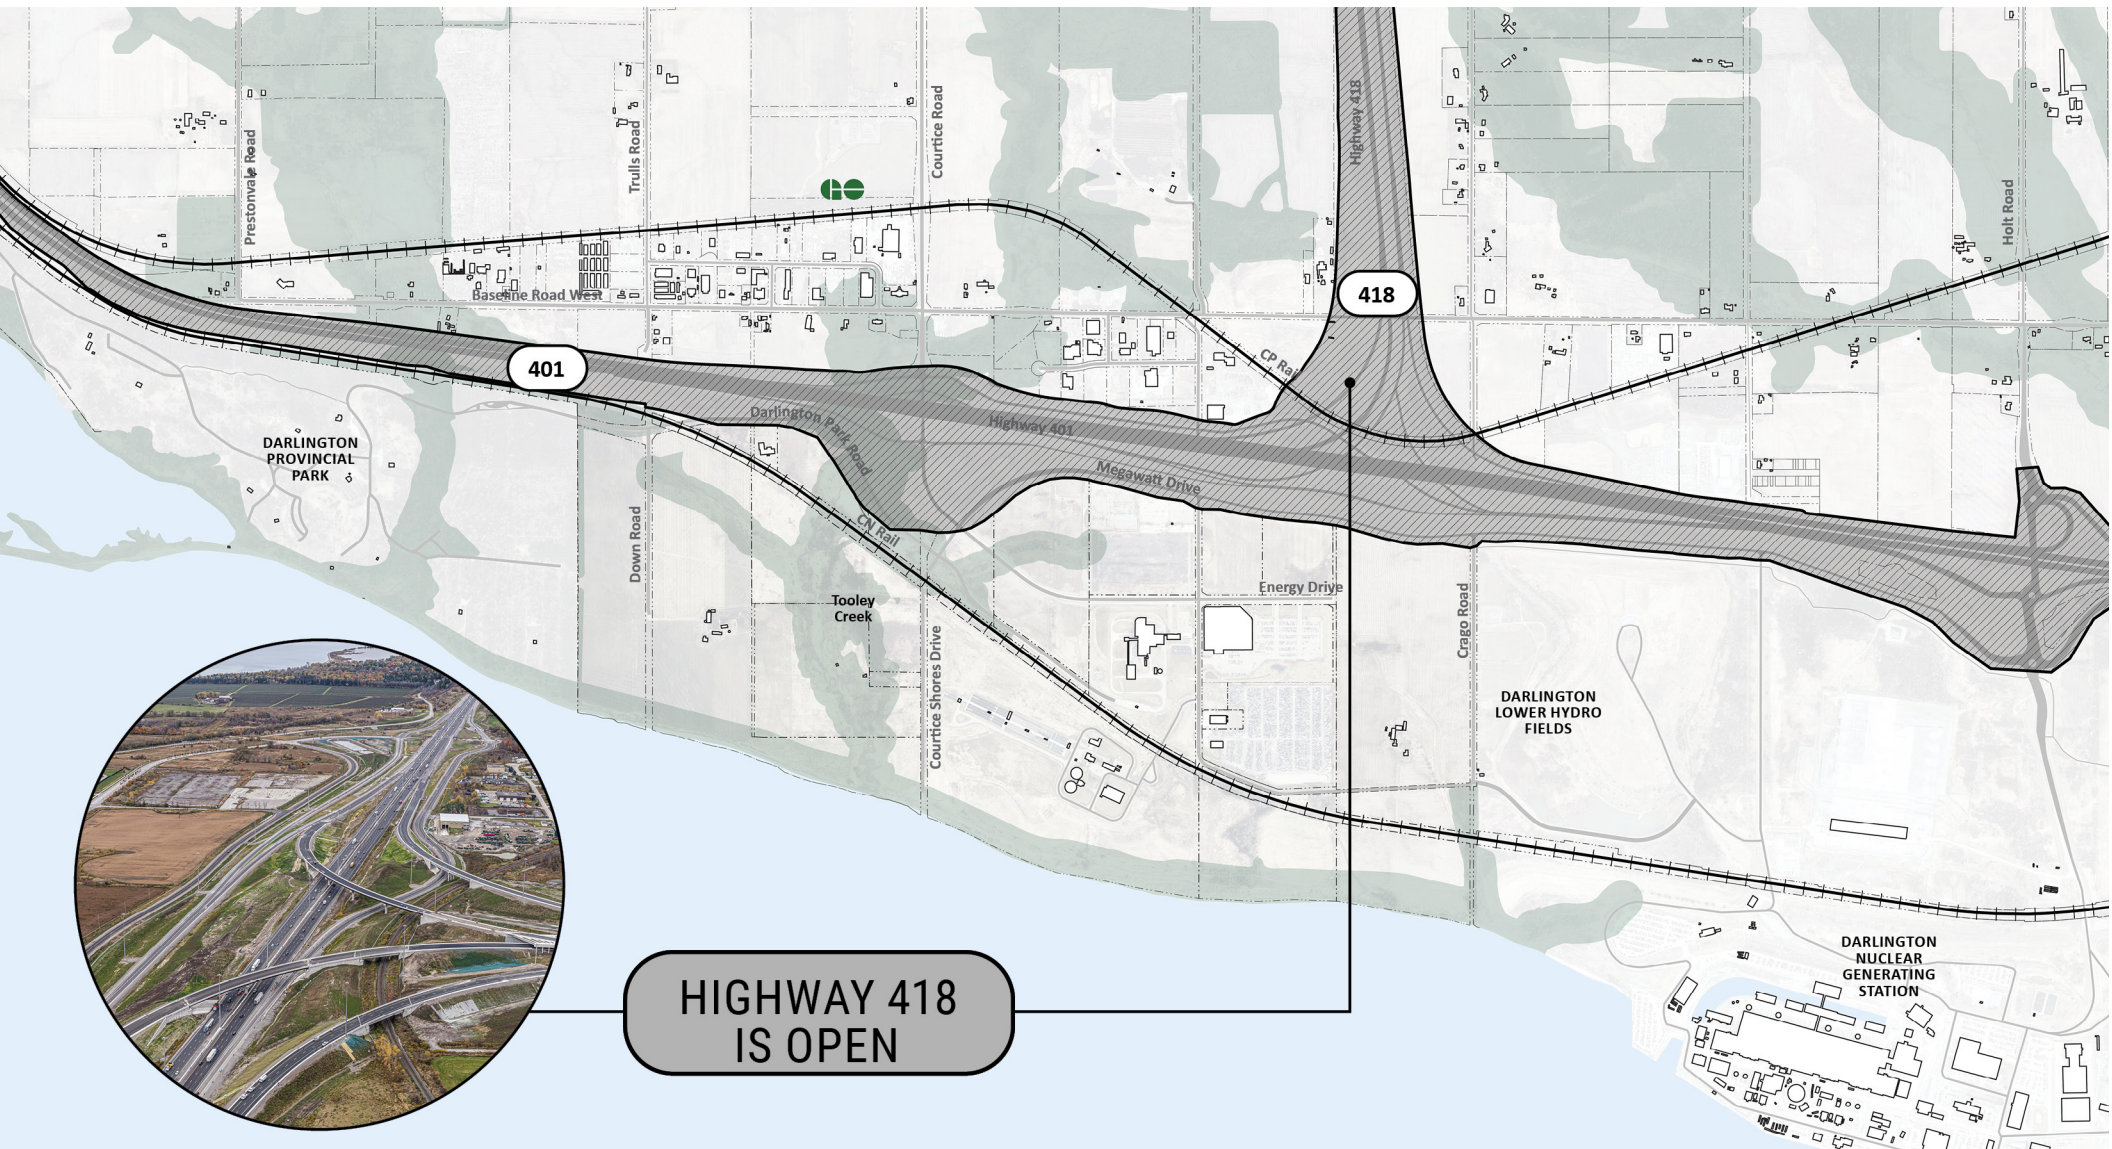 Prestonvale Road
Trulls Road
Courtice Road
Highway 418
Holt Road
GO
Baseline Road West
418
CP Rail
401
Darlington Park Road
Highway 401
Megawatt Drive
DARLINGTON
PROVINCIAL
PARK
CN Rail
Down Road
Energy Drive
Tooley
Creek
Crago Road
Courtice Shores Drive
DARLINGTON
LOWER HYDRO
FIELDS
DARLINGTON
NUCLEAR
GENERATING
STATION
HIGHWAY 418
IS OPEN